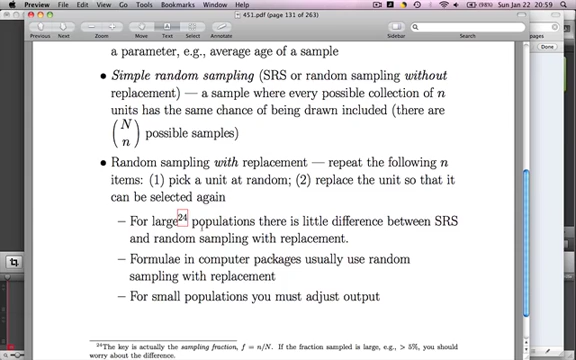 Preview File Edit View Go Tools Bookmarks Window Help
Sun Jan 22 20:59
451.pdf (page 131 of 263)
Previous Next Zoom Move Text Select Annotate Sidebar Search
pages
Done
a parameter, e.g., average age of a sample
• Simple random sampling (SRS or random sampling without
replacement) — a sample where every possible collection of n
units has the same chance of being drawn included (there are
(N
n) possible samples)
• Random sampling with replacement — repeat the following n
items: (1) pick a unit at random; (2) replace the unit so that it
can be selected again
– For large24 populations there is little difference between SRS
and random sampling with replacement.
– Formulae in computer packages usually use random
sampling with replacement
– For small populations you must adjust output
24The key is actually the sampling fraction, f = n/N. If the fraction sampled is large, e.g., > 5%, you should
worry about the difference.